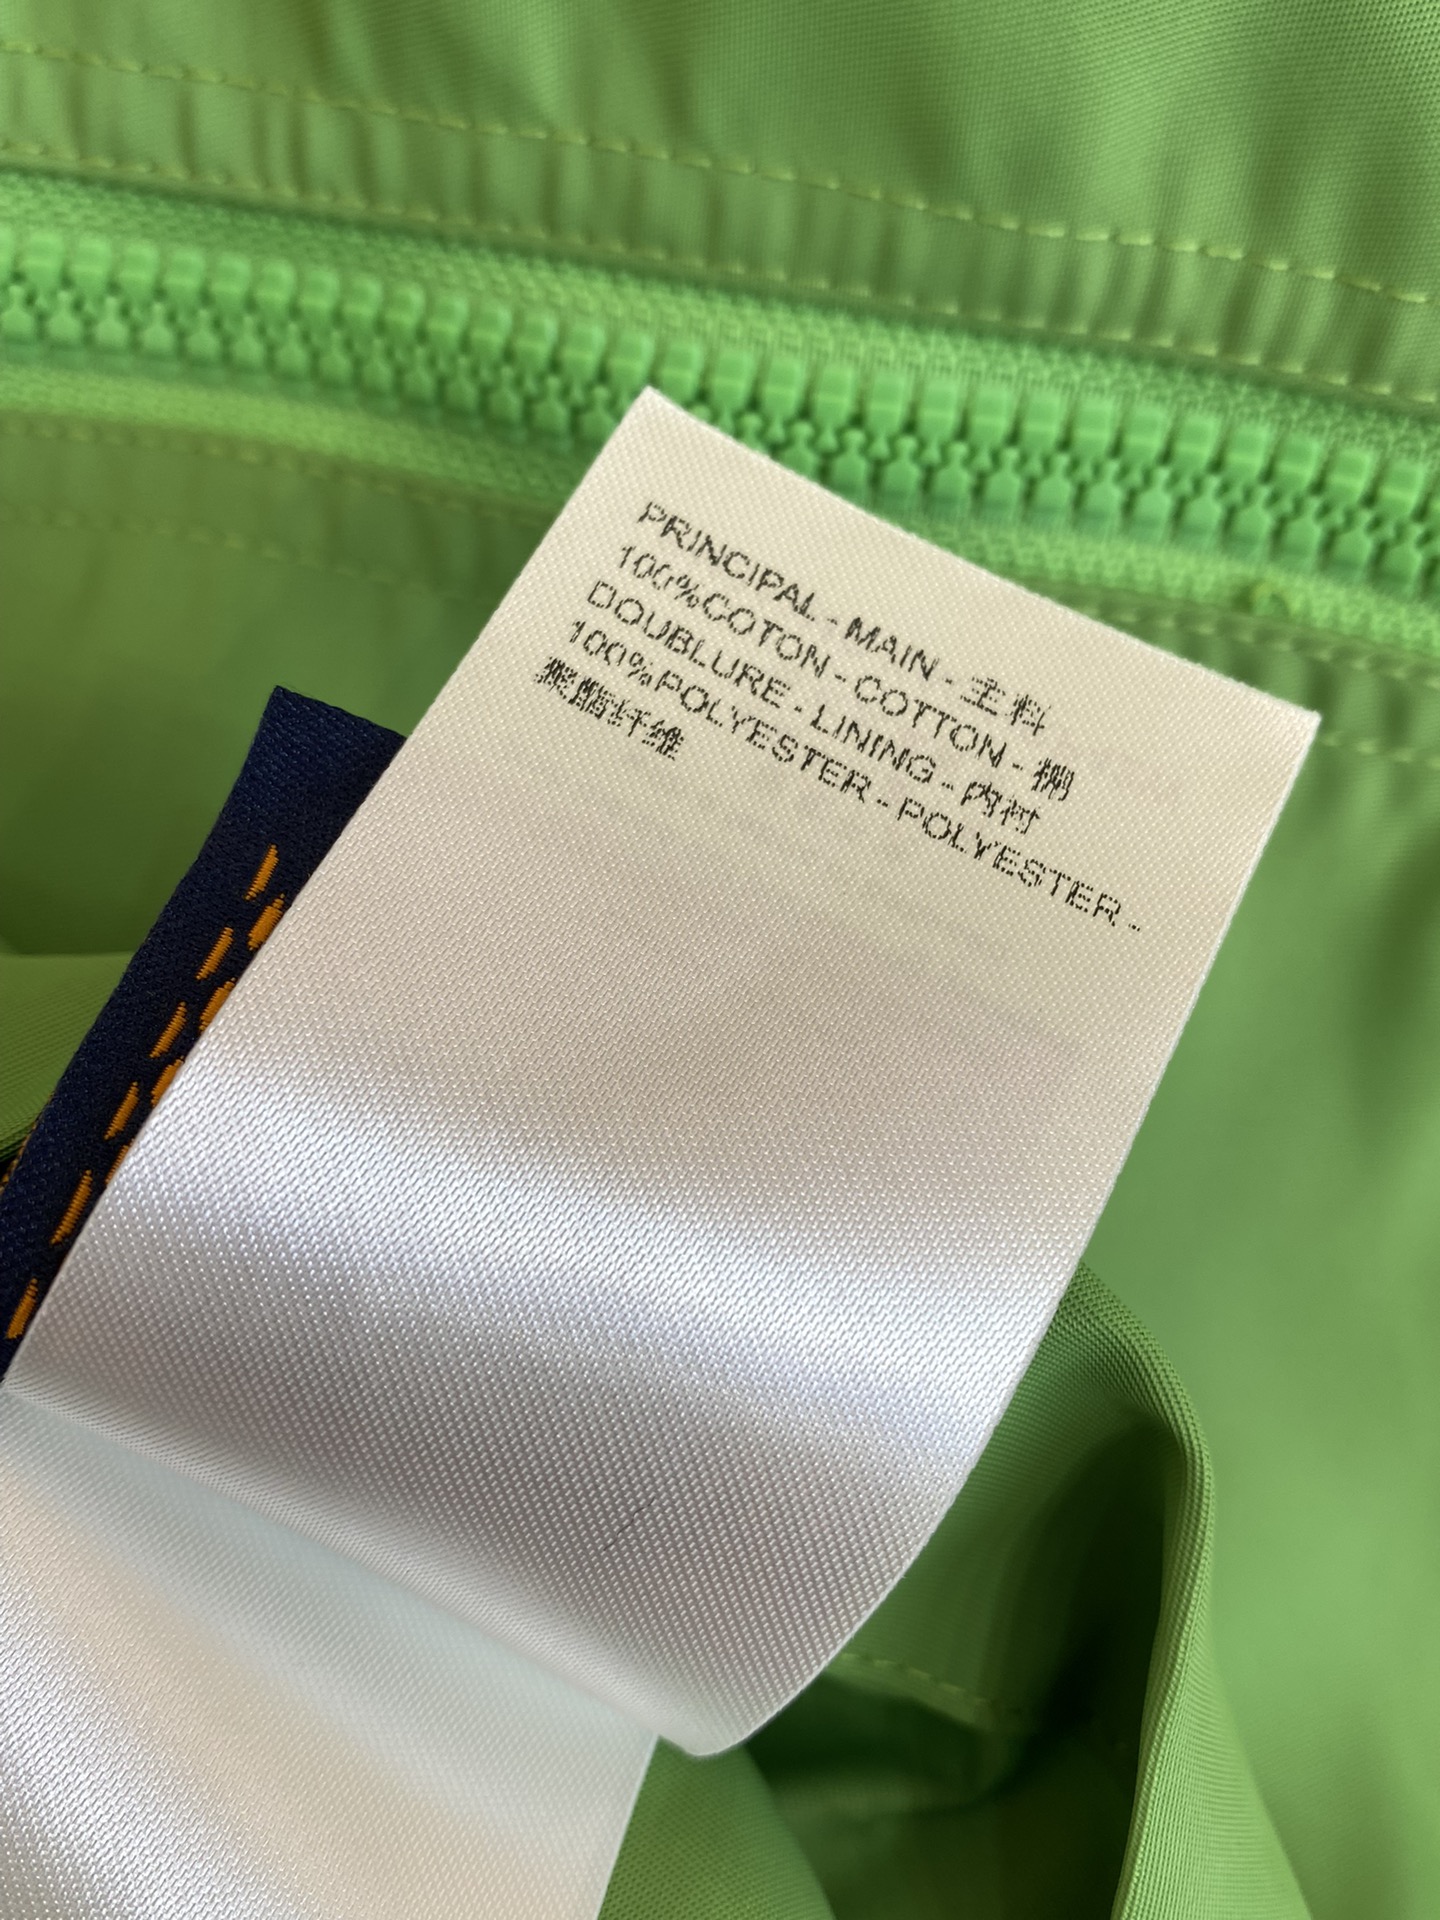 PRINCIPAL - MAIN - 主料
100%COTON - COTTON - 棉
DOUBLURE - LINING - 内衬
100%POLYESTER - POLYESTER -
聚酯纤维